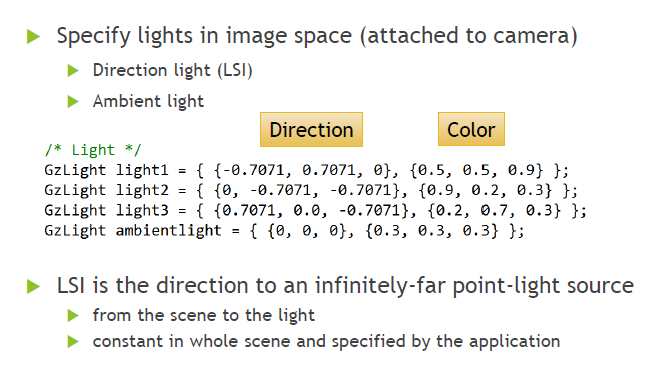 Specify lights in image space (attached to camera)
Direction light (LSI)
Ambient light
Direction Color
/* Light */
GzLight light1 = { {-0.7071, 0.7071, 0}, {0.5, 0.5, 0.9} };
GzLight light2 = { {0, -0.7071, -0.7071}, {0.9, 0.2, 0.3} };
GzLight light3 = { {0.7071, 0.0, -0.7071}, {0.2, 0.7, 0.3} };
GzLight ambientlight = { {0, 0, 0}, {0.3, 0.3, 0.3} };
LSI is the direction to an infinitely-far point-light source
from the scene to the light
constant in whole scene and specified by the application